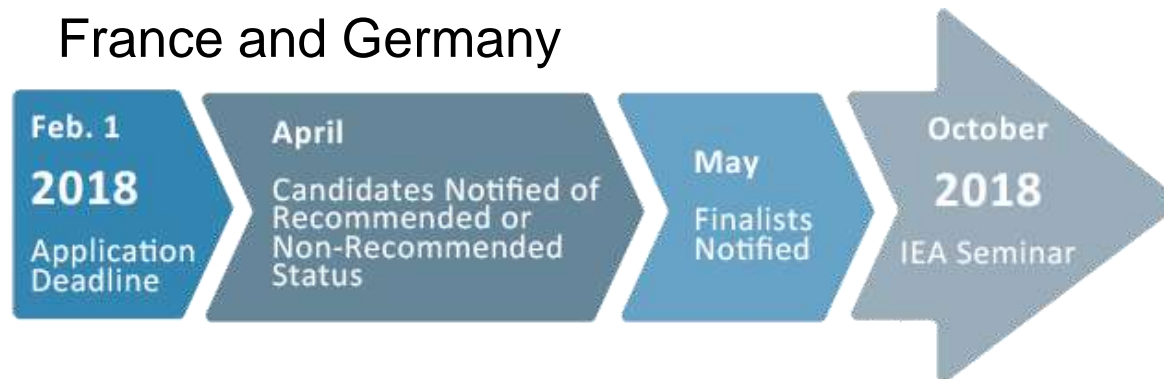 France and Germany
Feb. 1
2018
Application
Deadline
April
Candidates Notified of
Recommended or
Non-Recommended
Status
May
Finalists
Notified
October
2018
IEA Seminar